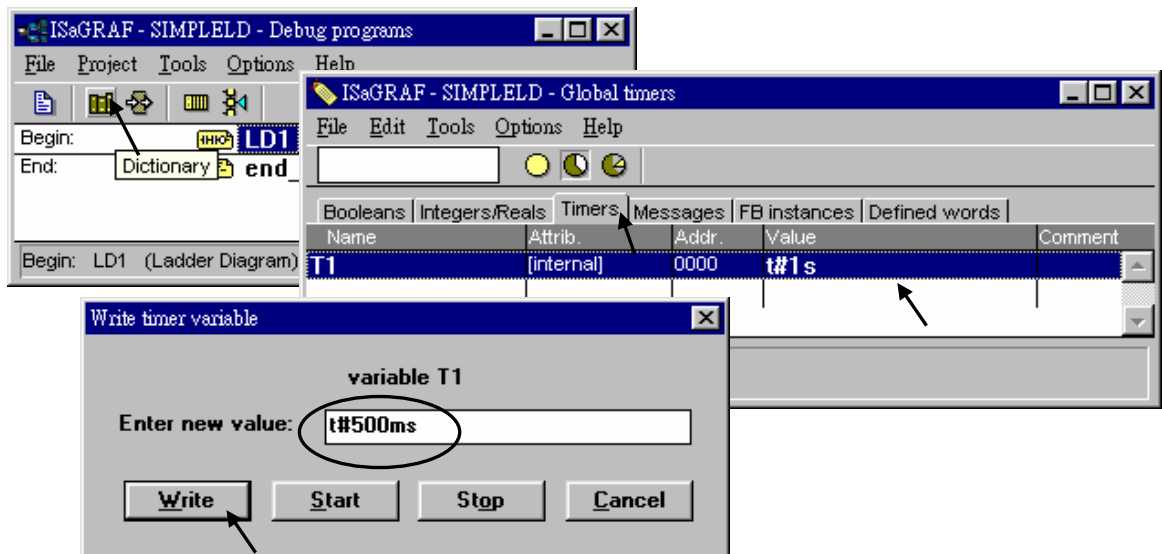 ISaGRAF - SIMPLELD - Debug programs
File Project Tools Options Help
Begin: LD1
End: end_
Dictionary
Begin: LD1 (Ladder Diagram)
ISaGRAF - SIMPLELD - Global timers
File Edit Tools Options Help
Booleans Integers/Reals Timers Messages FB instances Defined words
Name Attrib. Addr. Value Comment
T1 [internal] 0000 t#1s
Write timer variable
variable T1
Enter new value: t#500ms
Write Start Stop Cancel